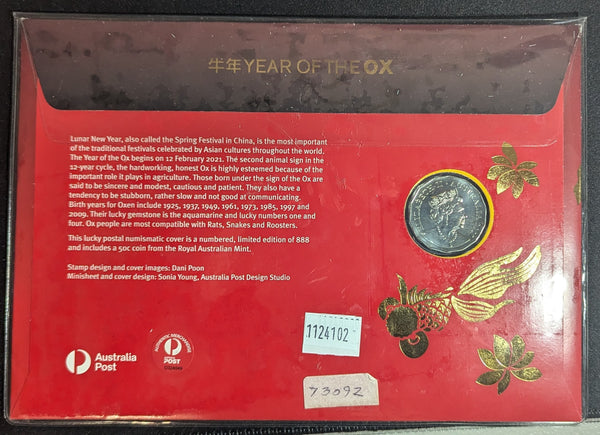 牛年 YEAR OF THE OX
Lunar New Year, also called the Spring Festival in China, is the most important
of the traditional festivals celebrated by Asian cultures throughout the world.
The Year of the Ox begins on 12 February 2021. The second animal sign in the
12-year cycle, the hardworking, honest Ox is highly esteemed because of the
important role it plays in agriculture. Those born under the sign of the Ox are
said to be sincere and modest, cautious and patient. They also have a
tendency to be stubborn, rather slow and not good at communicating.
Birth years for Oxen include 1925, 1937, 1949, 1961, 1973, 1985, 1997 and
2009. Their lucky gemstone is the aquamarine and lucky numbers one and
four. Ox people are most compatible with Rats, Snakes and Roosters.
This lucky postal numismatic cover is a numbered, limited edition of 888
and includes a 50c coin from the Royal Australian Mint.
Stamp design and cover images: Dani Poon
Minisheet and cover design: Sonia Young, Australia Post Design Studio
1124102
Australia
Post
AUTHENTIC MERCHANDISE
POST
73092